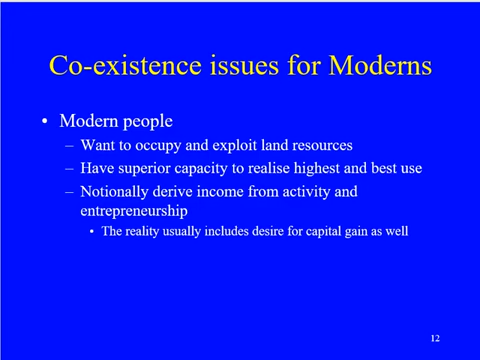 Co-existence issues for Moderns
• Modern people
– Want to occupy and exploit land resources
– Have superior capacity to realise highest and best use
– Notionally derive income from activity and
entrepreneurship
• The reality usually includes desire for capital gain as well
12